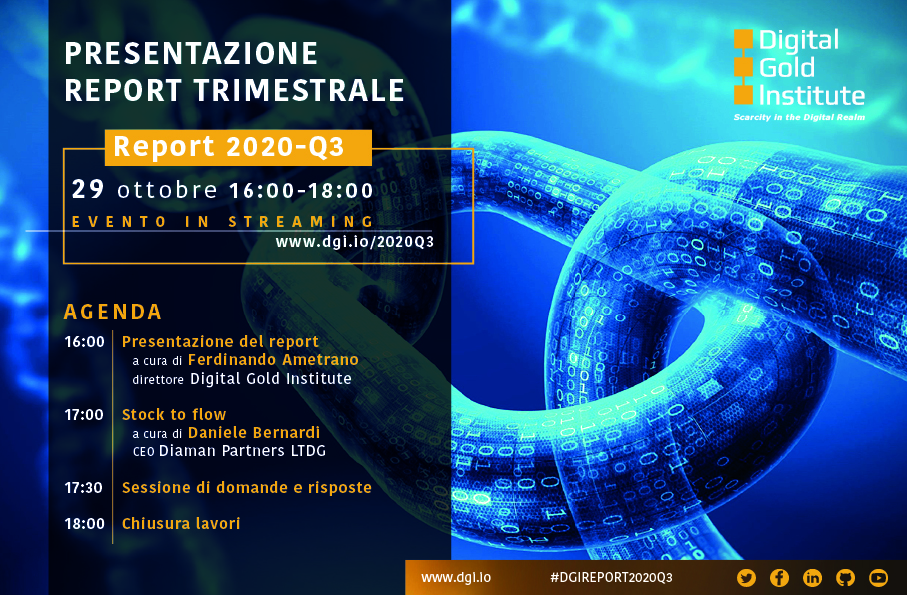 PRESENTAZIONE
REPORT TRIMESTRALE
Report 2020-Q3
29 ottobre 16:00-18:00
EVENTO IN STREAMING
www.dgi.io/2020Q3
AGENDA
16:00 Presentazione del report
a cura di Ferdinando Ametrano
direttore Digital Gold Institute
17:00 Stock to flow
a cura di Daniele Bernardi
CEO Diaman Partners LTDG
17:30 Sessione di domande e risposte
18:00 Chiusura lavori
Digital
Gold
Institute
Scarcity in the Digital Realm
www.dgi.io #DGIREPORT2020Q3